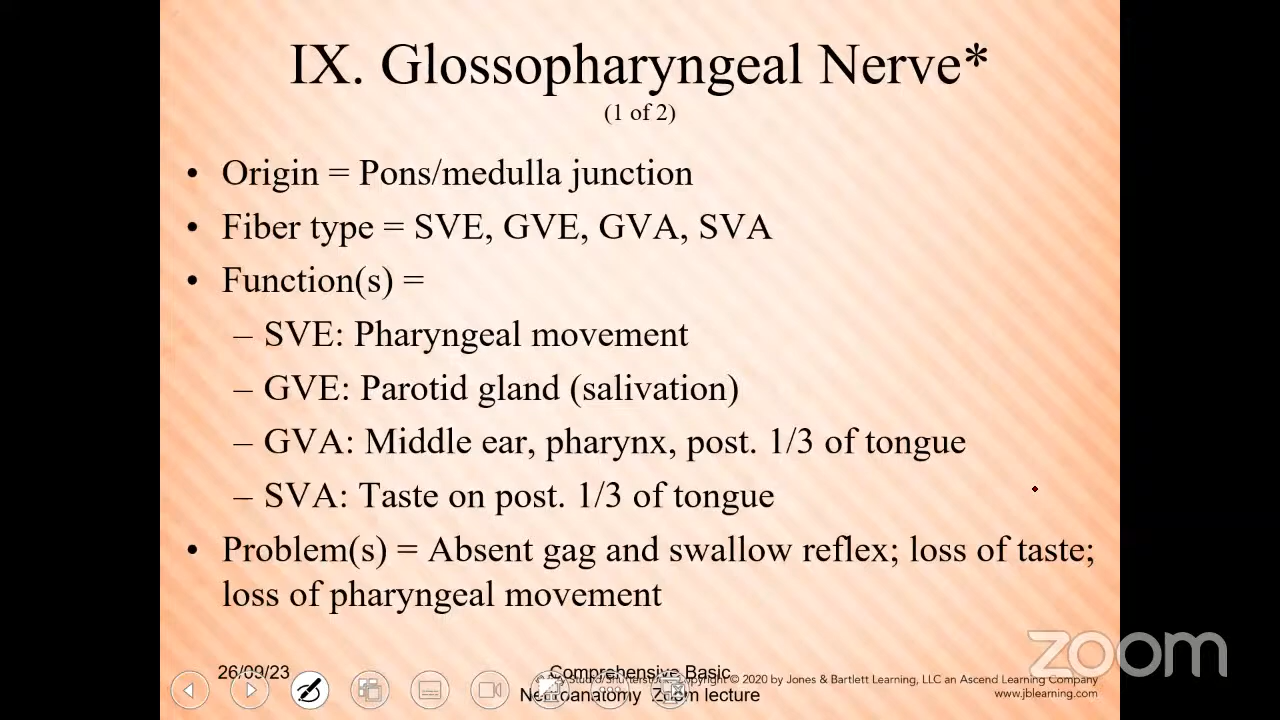 IX. Glossopharyngeal Nerve*
(1 of 2)
• Origin = Pons/medulla junction
• Fiber type = SVE, GVE, GVA, SVA
• Function(s) =
– SVE: Pharyngeal movement
– GVE: Parotid gland (salivation)
– GVA: Middle ear, pharynx, post. 1/3 of tongue
– SVA: Taste on post. 1/3 of tongue
• Problem(s) = Absent gag and swallow reflex; loss of taste;
loss of pharyngeal movement
zoom
26/09/23
Comprehensive Basic
Neuroanatomy Zoom lecture
Copyright © 2020 by Jones & Bartlett Learning, LLC an Ascend Learning Company
www.jblearning.com